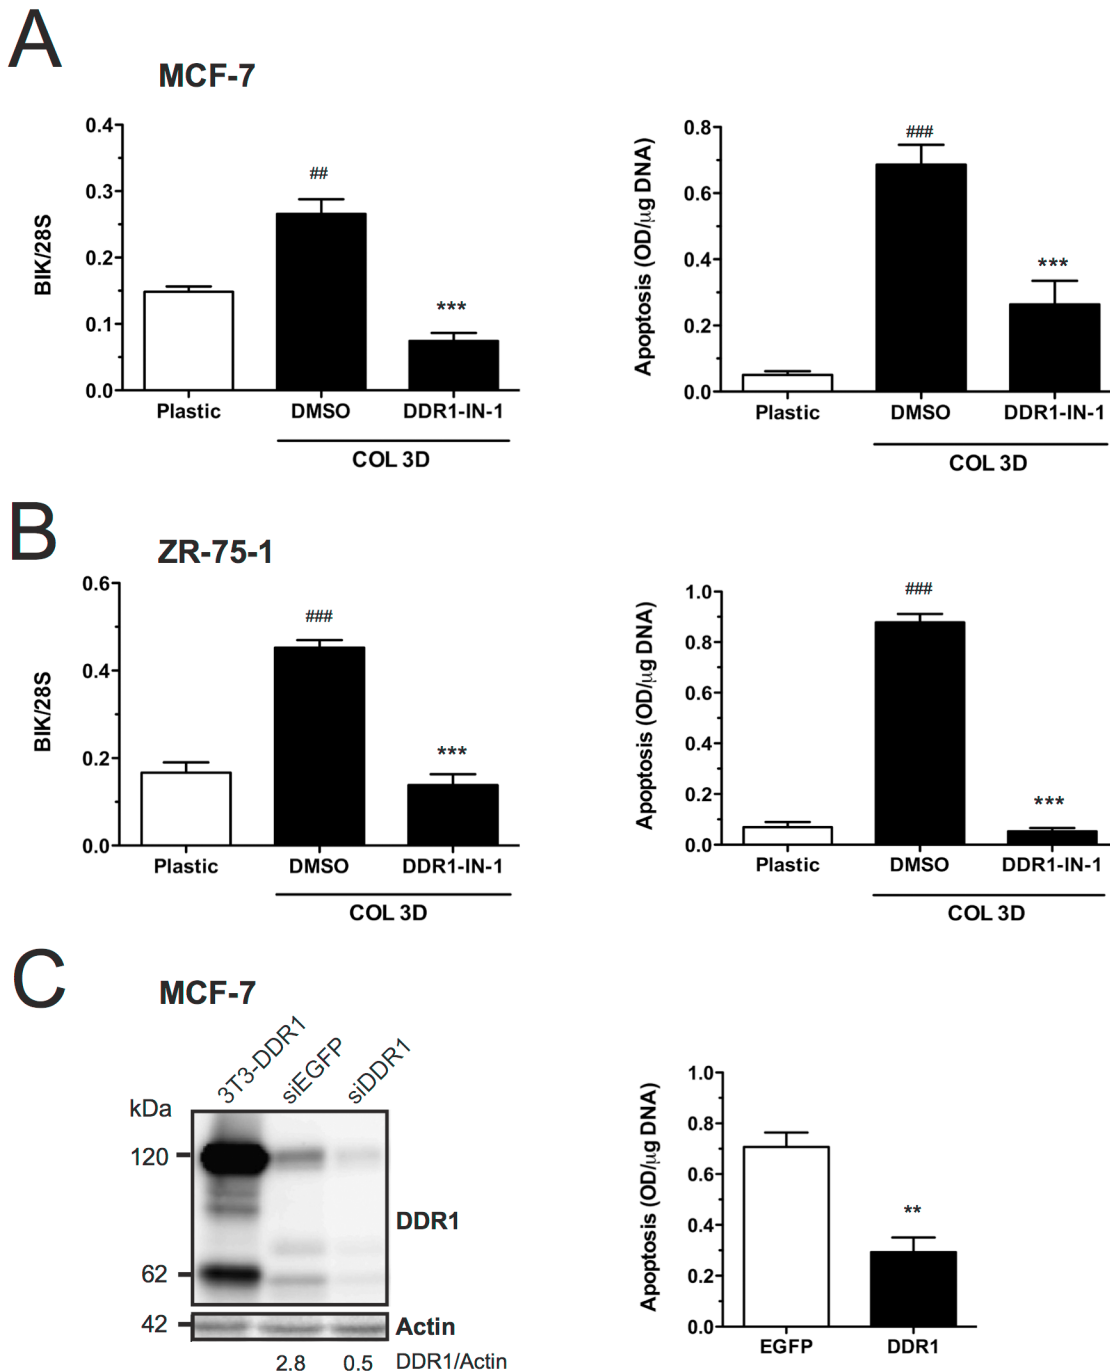 A
MCF-7
BIK/28S
0.4
0.3
0.2
0.1
0.0
##
***
Plastic
DMSO
DDR1-IN-1
COL 3D
Apoptosis (OD/µg DNA)
0.8
0.6
0.4
0.2
0.0
###
***
Plastic
DMSO
DDR1-IN-1
COL 3D
B
ZR-75-1
BIK/28S
0.6
0.4
0.2
0.0
###
***
Plastic
DMSO
DDR1-IN-1
COL 3D
Apoptosis (OD/µg DNA)
1.0
0.8
0.6
0.4
0.2
0.0
###
***
Plastic
DMSO
DDR1-IN-1
COL 3D
C
MCF-7
3T3-DDR1
siEGFP
siDDR1
kDa
120
62
42
DDR1
Actin
2.8 0.5 DDR1/Actin
Apoptosis (OD/µg DNA)
1.0
0.8
0.6
0.4
0.2
0.0
**
EGFP
DDR1